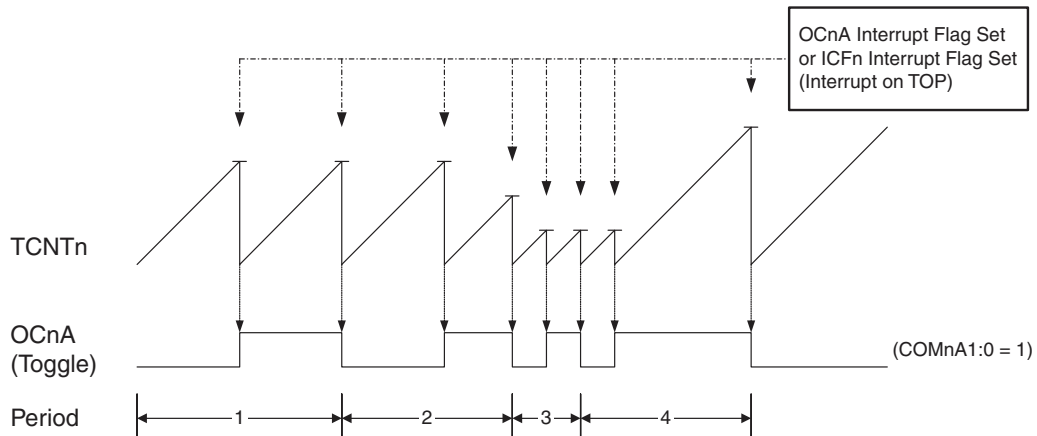 OCnA Interrupt Flag Set
or ICFn Interrupt Flag Set
(Interrupt on TOP)
TCNTn
OCnA
(Toggle)
(COMnA1:0 = 1)
Period
1
2
3
4